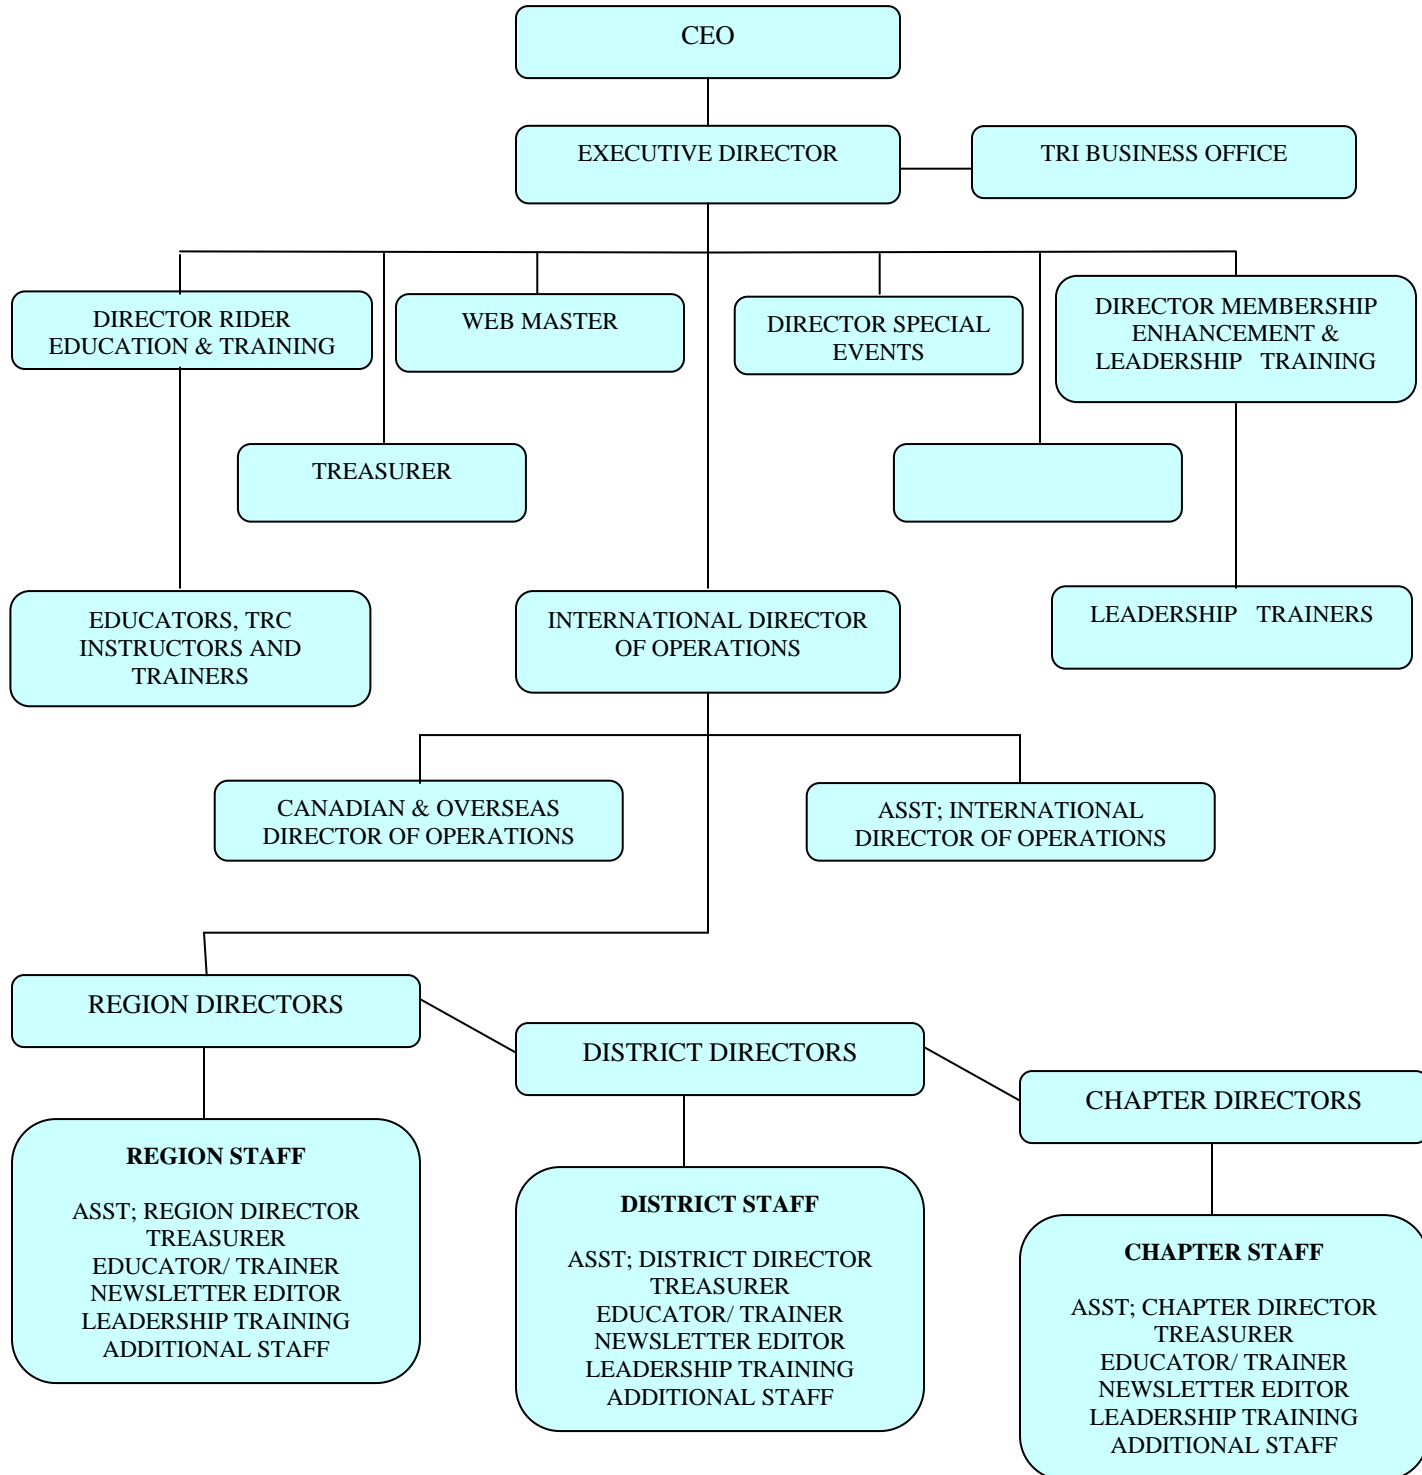 CEO
EXECUTIVE DIRECTOR
TRI BUSINESS OFFICE
DIRECTOR RIDER
EDUCATION & TRAINING
WEB MASTER
DIRECTOR SPECIAL
EVENTS
DIRECTOR MEMBERSHIP
ENHANCEMENT &
LEADERSHIP TRAINING
TREASURER
EDUCATORS, TRC
INSTRUCTORS AND
TRAINERS
INTERNATIONAL DIRECTOR
OF OPERATIONS
LEADERSHIP TRAINERS
CANADIAN & OVERSEAS
DIRECTOR OF OPERATIONS
ASST; INTERNATIONAL
DIRECTOR OF OPERATIONS
REGION DIRECTORS
DISTRICT DIRECTORS
CHAPTER DIRECTORS
REGION STAFF
ASST; REGION DIRECTOR
TREASURER
EDUCATOR/ TRAINER
NEWSLETTER EDITOR
LEADERSHIP TRAINING
ADDITIONAL STAFF
DISTRICT STAFF
ASST; DISTRICT DIRECTOR
TREASURER
EDUCATOR/ TRAINER
NEWSLETTER EDITOR
LEADERSHIP TRAINING
ADDITIONAL STAFF
CHAPTER STAFF
ASST; CHAPTER DIRECTOR
TREASURER
EDUCATOR/ TRAINER
NEWSLETTER EDITOR
LEADERSHIP TRAINING
ADDITIONAL STAFF